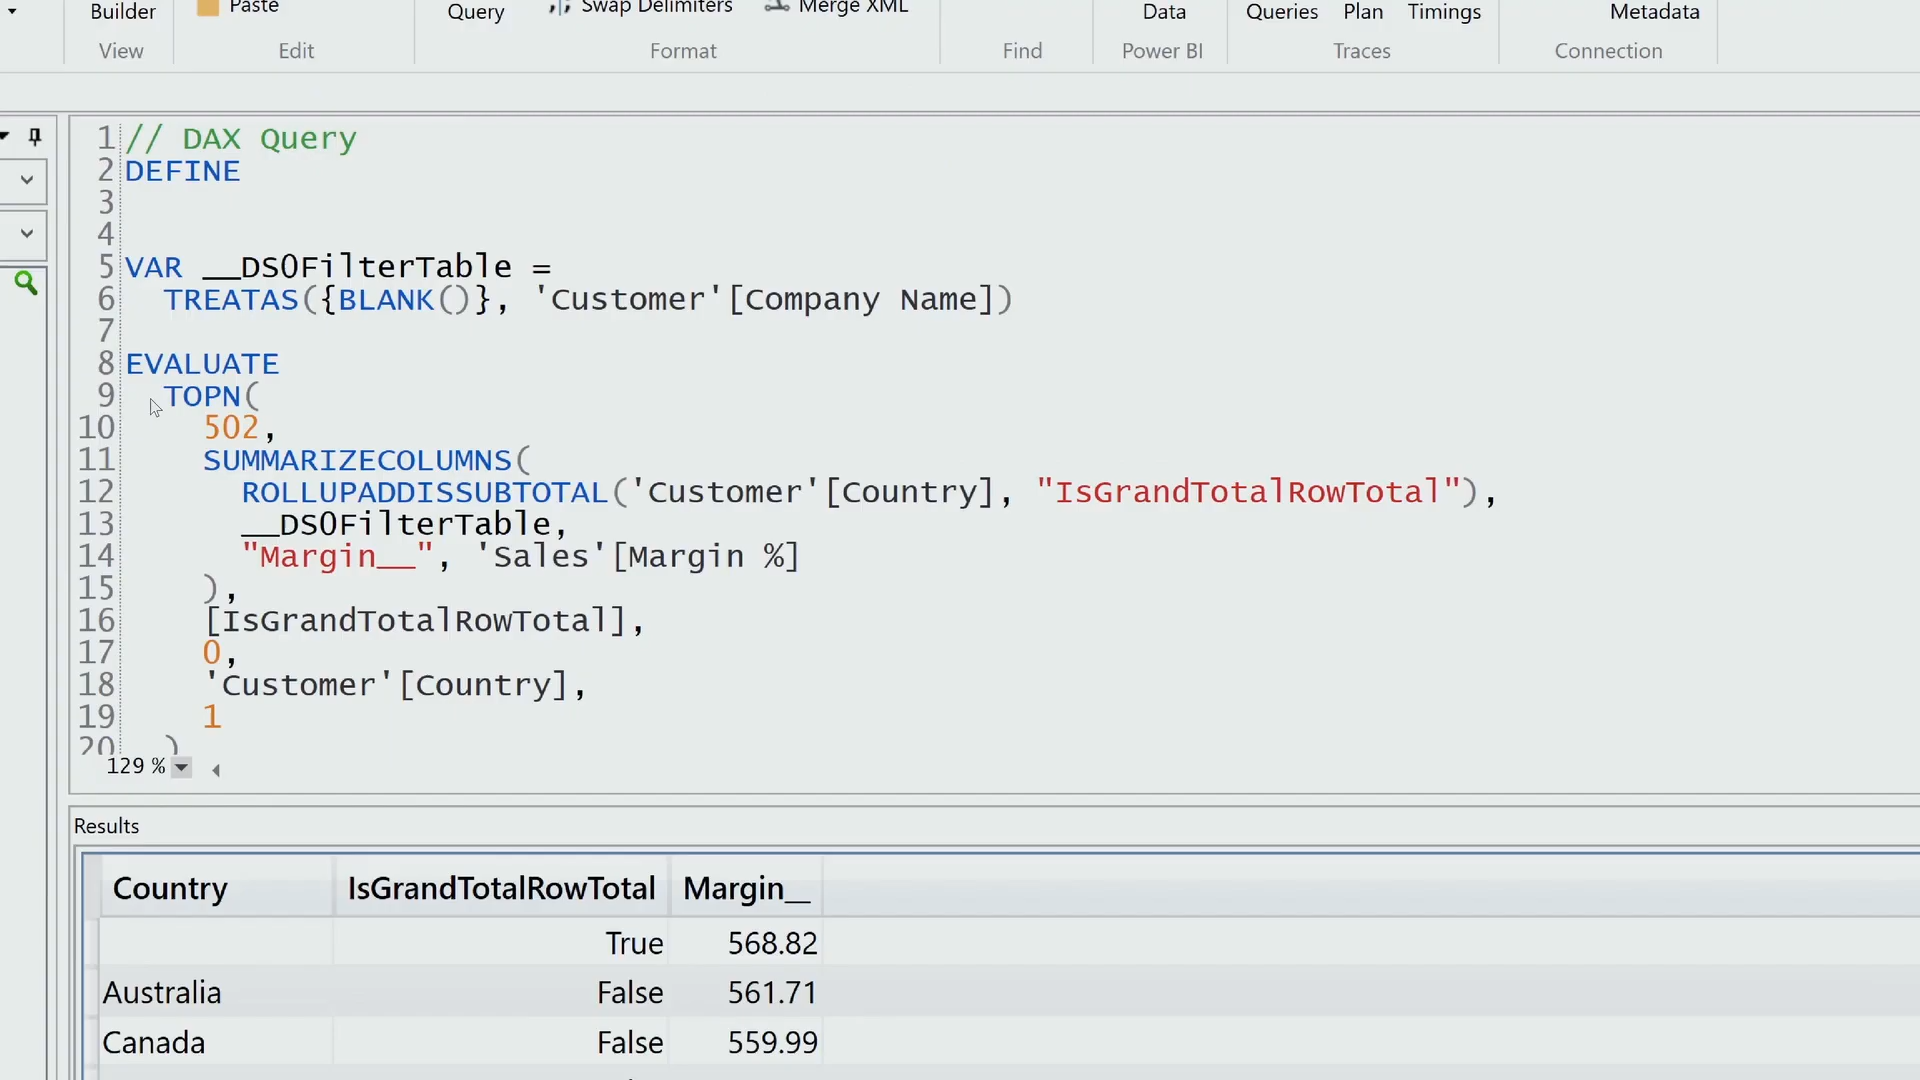 Builder
Paste
Query
Swap Delimiters
Merge XML
Data
Queries
Plan
Timings
Metadata
View
Edit
Format
Find
Power BI
Traces
Connection
1 // DAX Query
2 DEFINE
3
4
5 VAR __DS0FilterTable =
6 TREATAS({BLANK()}, 'Customer'[Company Name])
7
8 EVALUATE
9 TOPN(
10 502,
11 SUMMARIZECOLUMNS(
12 ROLLUPADDISSUBTOTAL('Customer'[Country], "IsGrandTotalRowTotal"),
13 __DS0FilterTable,
14 "Margin__", 'Sales'[Margin %]
15 ),
16 [IsGrandTotalRowTotal],
17 0,
18 'Customer'[Country],
19 1
20 )
129 %
Results
Country IsGrandTotalRowTotal Margin__
True 568.82
Australia False 561.71
Canada False 559.99